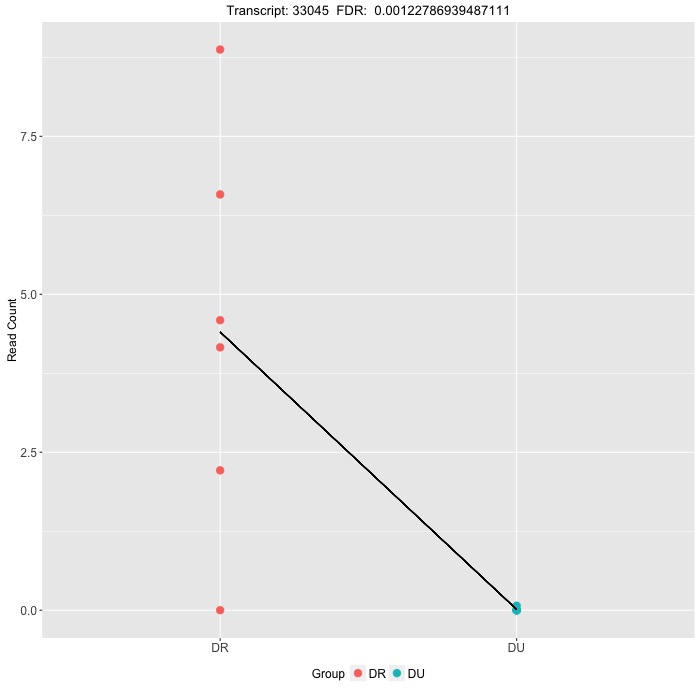 Transcript: 33045  FDR:  0.00122786939487111
Read Count
7.5
5.0
2.5
0.0
DR DU
Group DR DU